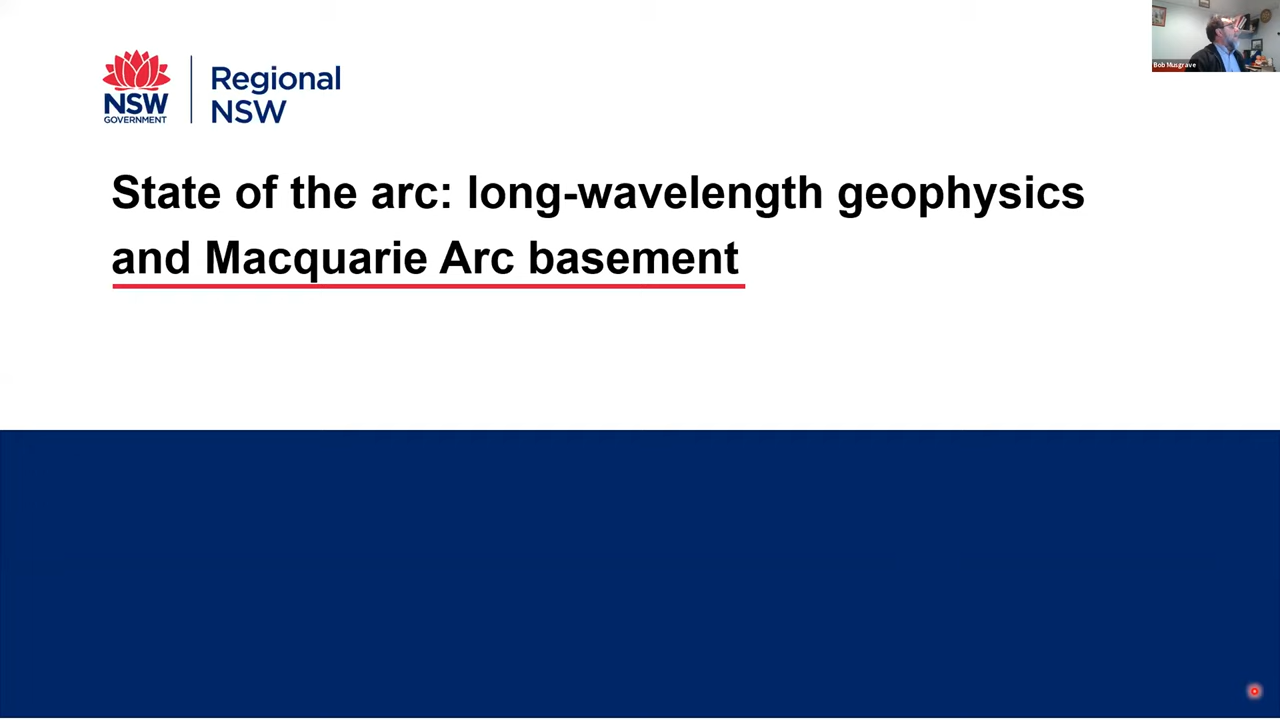 Bob Musgrave
NSW
GOVERNMENT
Regional
NSW
State of the arc: long-wavelength geophysics
and Macquarie Arc basement